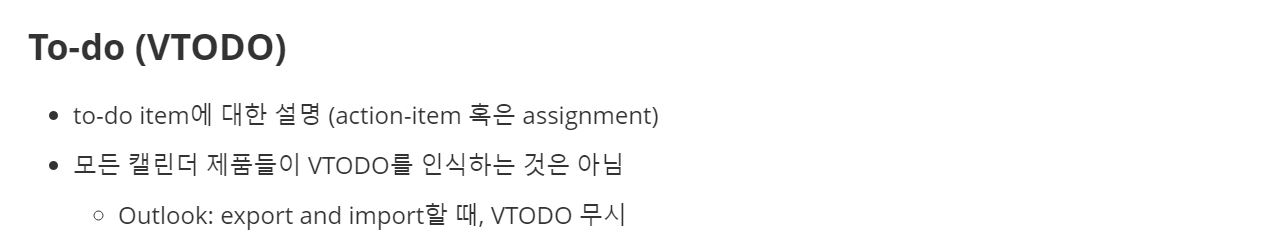 To-do (VTODO)
to-do item에 대한 설명 (action-item 혹은 assignment)
모든 캘린더 제품들이 VTODO를 인식하는 것은 아님
Outlook: export and import할 때, VTODO 무시